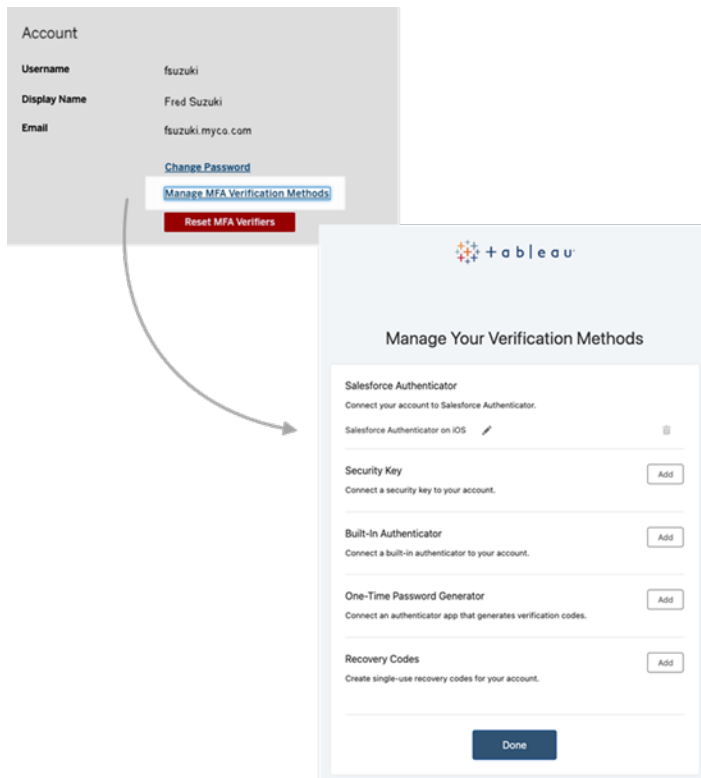 Account
Username fsuzuki
Display Name Fred Suzuki
Email fsuzuki.myco.com
Change Password
Manage MFA Verification Methods
Reset MFA Verifiers
tableau
Manage Your Verification Methods
Salesforce Authenticator
Connect your account to Salesforce Authenticator.
Salesforce Authenticator on iOS
Security Key Add
Connect a security key to your account.
Built-In Authenticator Add
Connect a built-in authenticator to your account.
One-Time Password Generator Add
Connect an authenticator app that generates verification codes.
Recovery Codes Add
Create single-use recovery codes for your account.
Done